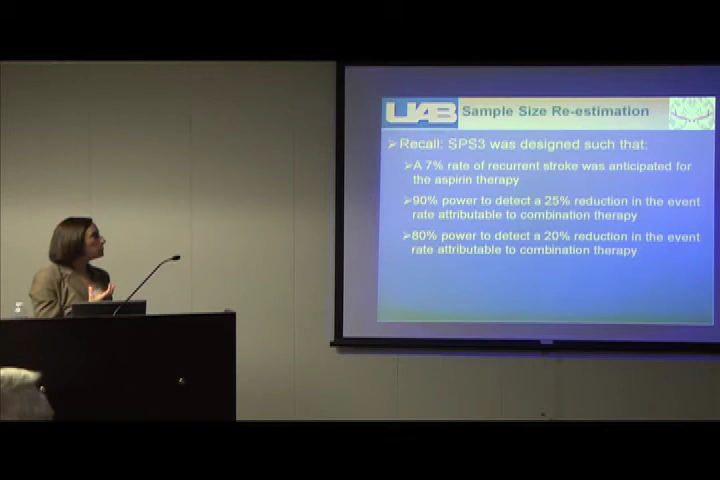 UAB
Sample Size Re-estimation
Recall: SPS3 was designed such that:
A 7% rate of recurrent stroke was anticipated for
the aspirin therapy
90% power to detect a 25% reduction in the event
rate attributable to combination therapy
80% power to detect a 20% reduction in the event
rate attributable to combination therapy